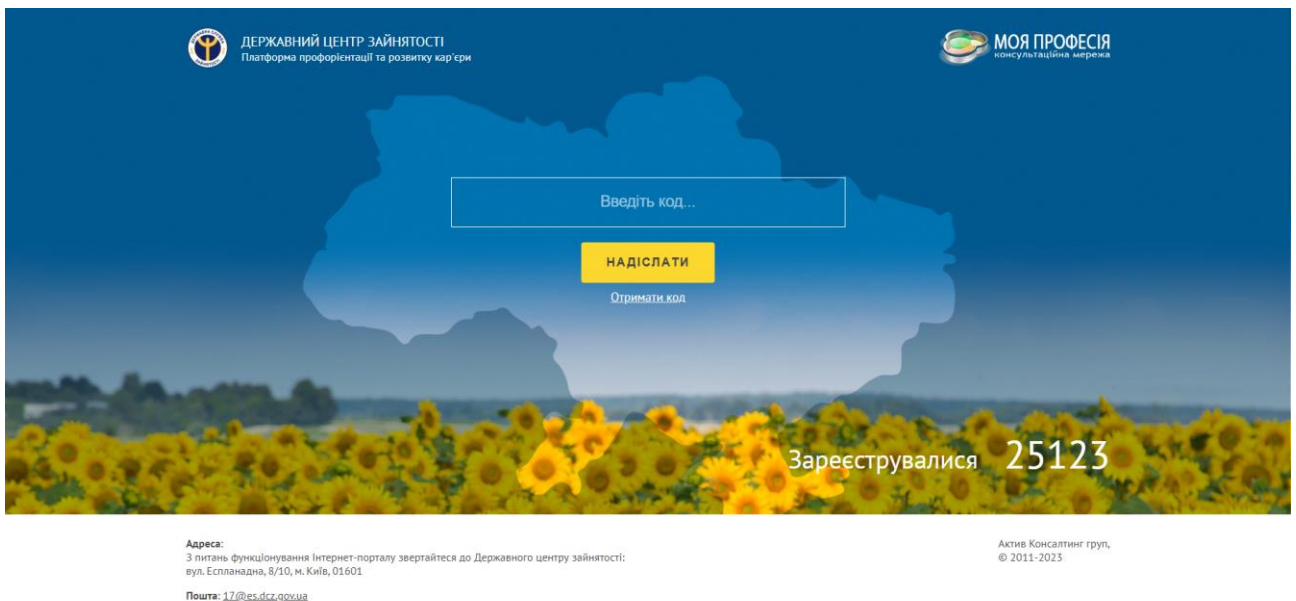 ДЕРЖАВНИЙ ЦЕНТР ЗАЙНЯТОСТІ
Платформа профорієнтації та розвитку кар'єри
МОЯ ПРОФЕСІЯ
консультаційна мережа
Введіть код...
НАДІСЛАТИ
Отримати код
Зареєструвалися 25123
Адреса:
З питань функціонування Інтернет-порталу звертайтеся до Державного центру зайнятості:
вул. Еспланадна, 8/10, м. Київ, 01601
Пошта: 17@es.dcz.gov.ua
Актив Консалтинг груп,
© 2011-2023